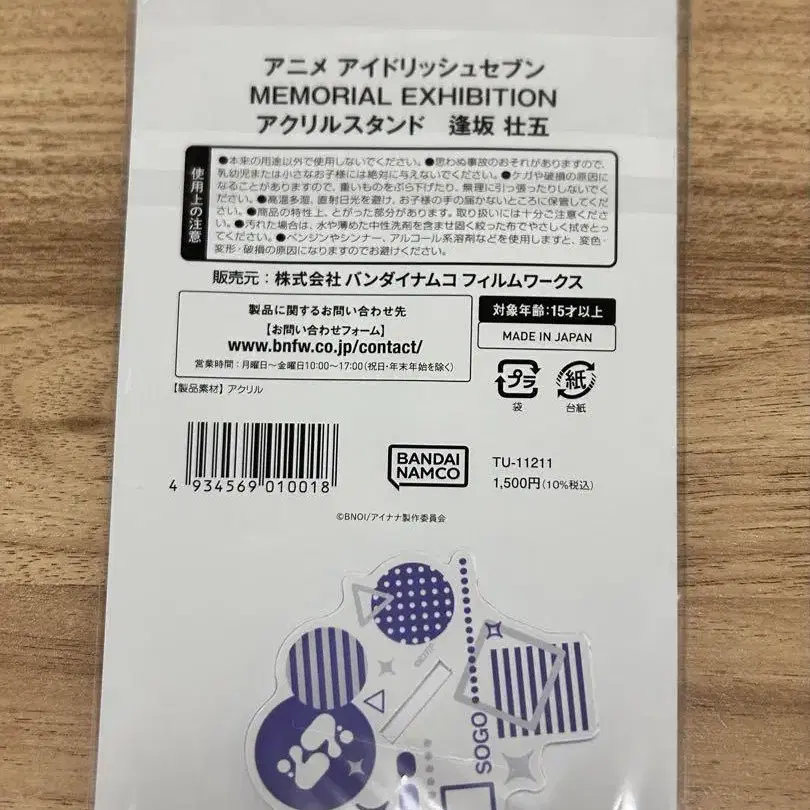 アニメ アイドリッシュセブン
MEMORIAL EXHIBITION
アクリルスタンド 逢坂 壮五
使用上の注意
●本来の用途以外で使用しないでください。●思わぬ事故のおそれがありますので、
乳幼児または小さなお子様には絶対に与えないでください。●ケガや破損の原因に
なることがありますので、重いものをぶら下げたり、無理に引っ張ったりしないでく
ださい。●高温多湿、直射日光を避け、お子様の手の届かないところに保管してくだ
さい。●商品の特性上、とがった部分があります。取り扱いには十分ご注意ください。
●汚れた場合は、水や薄めた中性洗剤を含ませ固く絞った布でやさしく拭きとっ
てください。●ベンジンやシンナー、アルコール系溶剤などを使用しますと、変色・
変形・破損の原因になりますのでお避けください。
販売元：株式会社 バンダイナムコ フィルムワークス
製品に関するお問い合わせ先
【お問い合わせフォーム】
www.bnfw.co.jp/contact/
営業時間：月曜日〜金曜日10:00〜17:00(祝日・年末年始を除く)
対象年齢：15才以上
MADE IN JAPAN
プラ
袋
紙
台紙
【製品素材】アクリル
4 934569 010018
BANDAI
NAMCO
TU-11211
1,500円(10%税込)
©BNOI/アイナナ製作委員会
SOGO